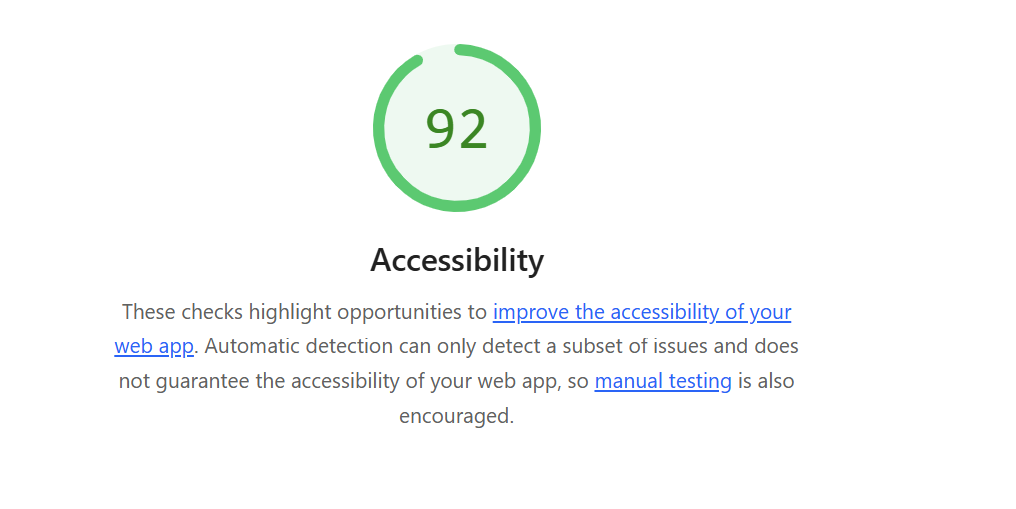 92
Accessibility
These checks highlight opportunities to improve the accessibility of your
web app. Automatic detection can only detect a subset of issues and does
not guarantee the accessibility of your web app, so manual testing is also
encouraged.